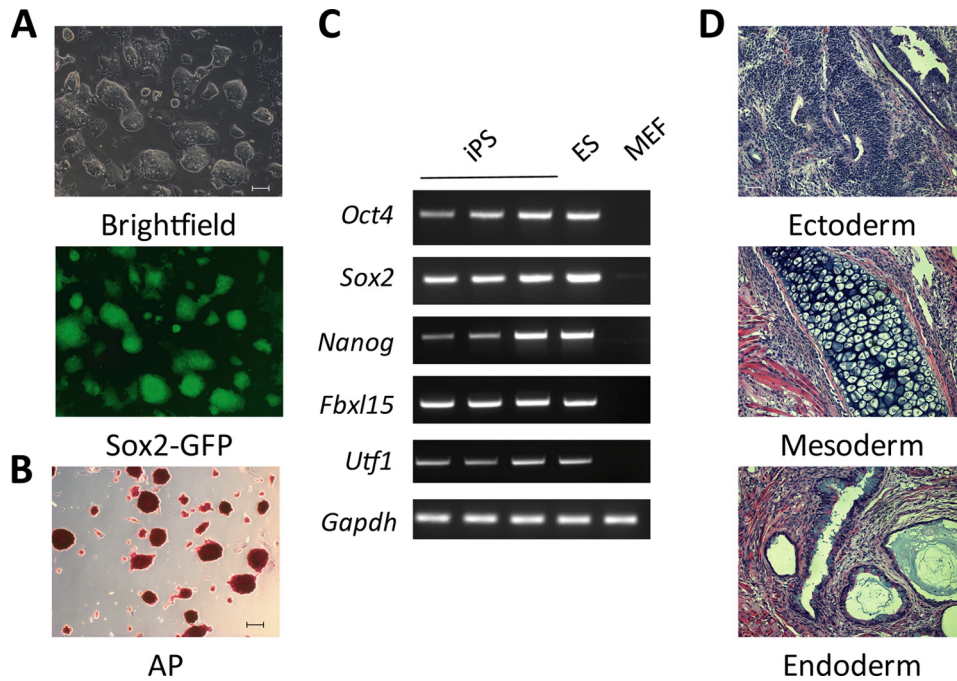 A
Brightfield
Sox2-GFP
B
AP
C
iPS
ES
MEF
Oct4
Sox2
Nanog
Fbxl15
Utf1
Gapdh
D
Ectoderm
Mesoderm
Endoderm